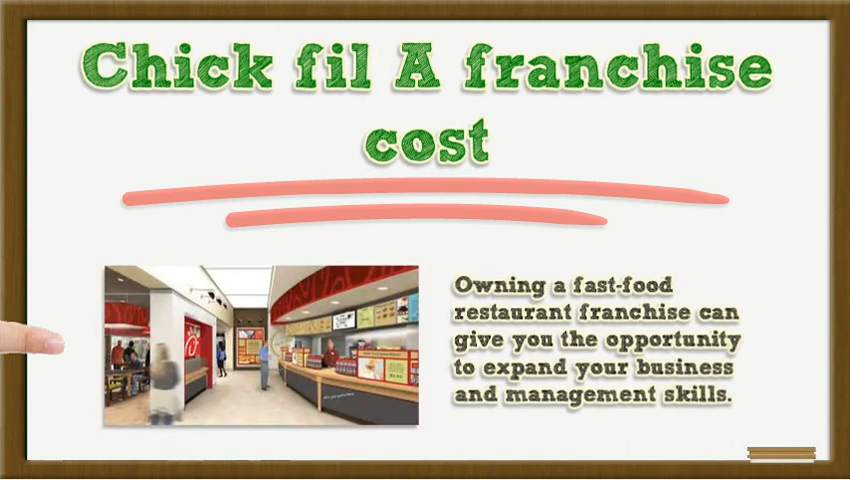 Chick fil A franchise
cost
Owning a fast-food
restaurant franchise can
give you the opportunity
to expand your business
and management skills.